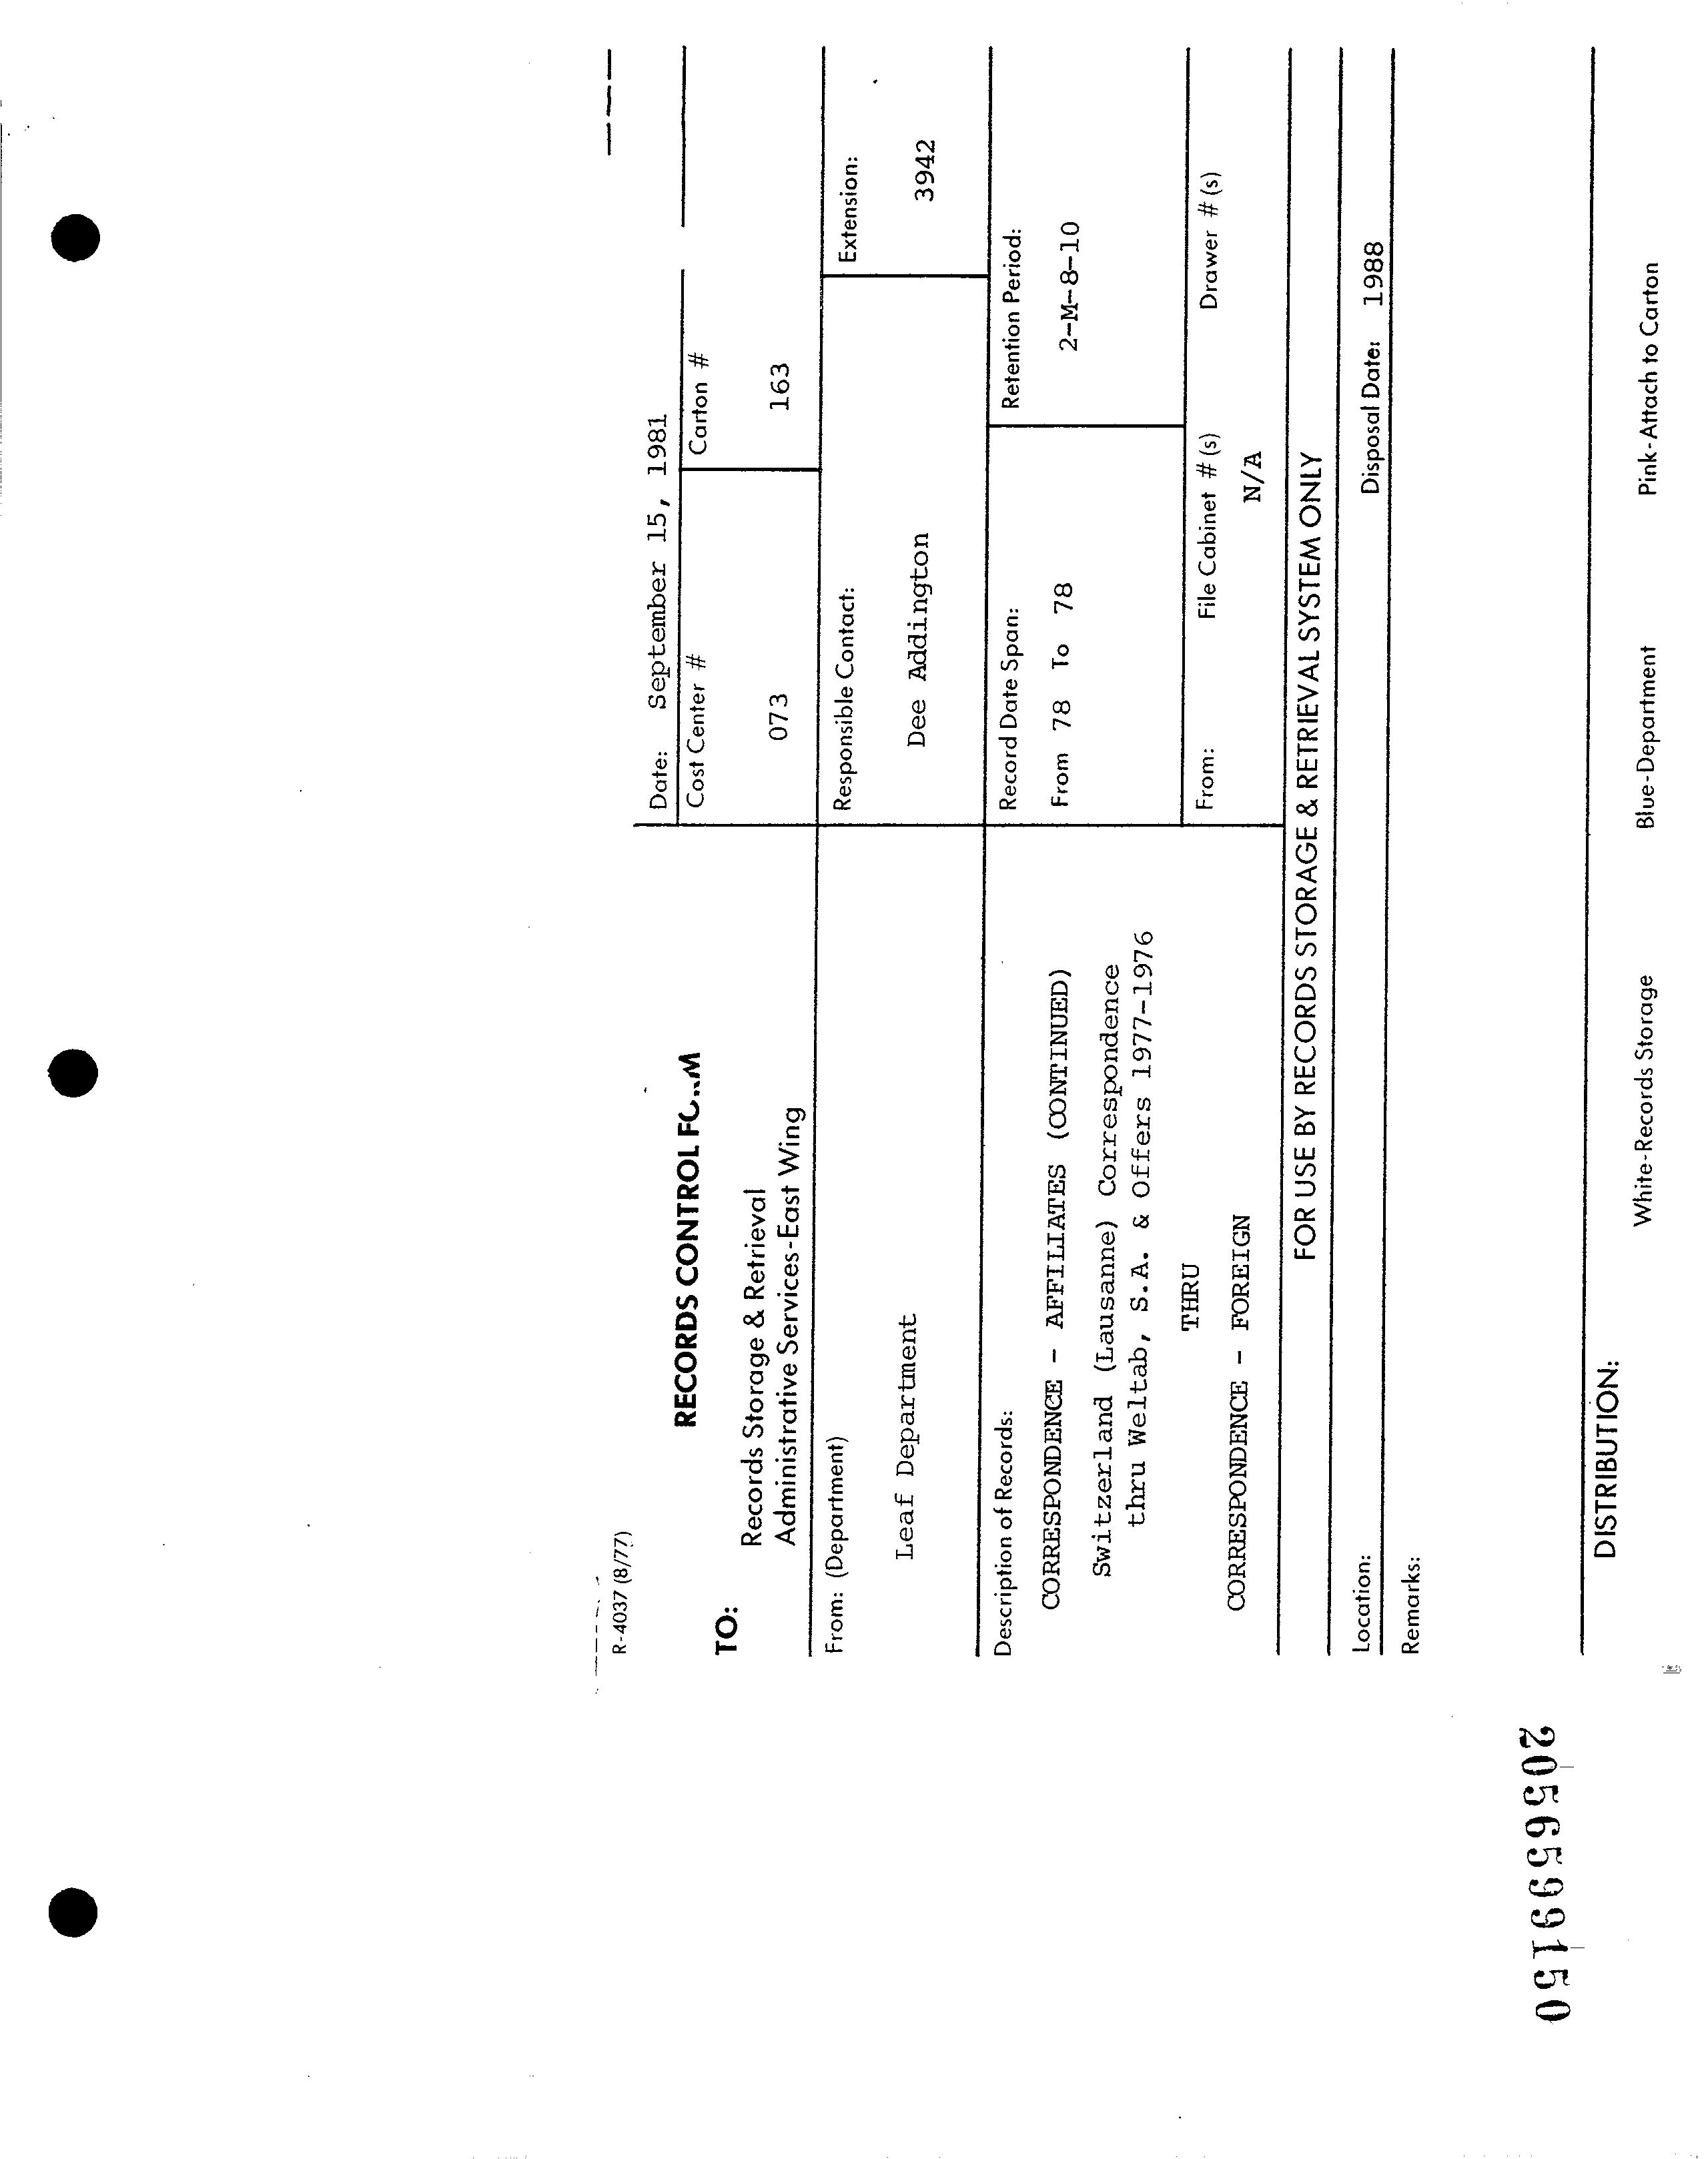 R-4037 (8/77)
RECORDS CONTROL FORM
Date: September 15, 1981
TO: Records Storage & Retrieval
Administrative Services-East Wing
Cost Center #
073
Carton #
163
From: (Department)
Leaf Department
Responsible Contact:
Dee Addington
Extension:
3942
Description of Records:
CORRESPONDENCE - AFFILIATES (CONTINUED)
Switzerland (Lausanne) Correspondence
thru Weltab, S.A. & Offers 1977-1976
THRU
CORRESPONDENCE - FOREIGN
Record Date Span:
From 78 To 78
Retention Period:
2-M-8-10
From: File Cabinet # (s) Drawer # (s)
N/A
FOR USE BY RECORDS STORAGE & RETRIEVAL SYSTEM ONLY
Location: Disposal Date: 1988
Remarks:
DISTRIBUTION:
White-Records Storage Blue-Department Pink-Attach to Carton
2056599150